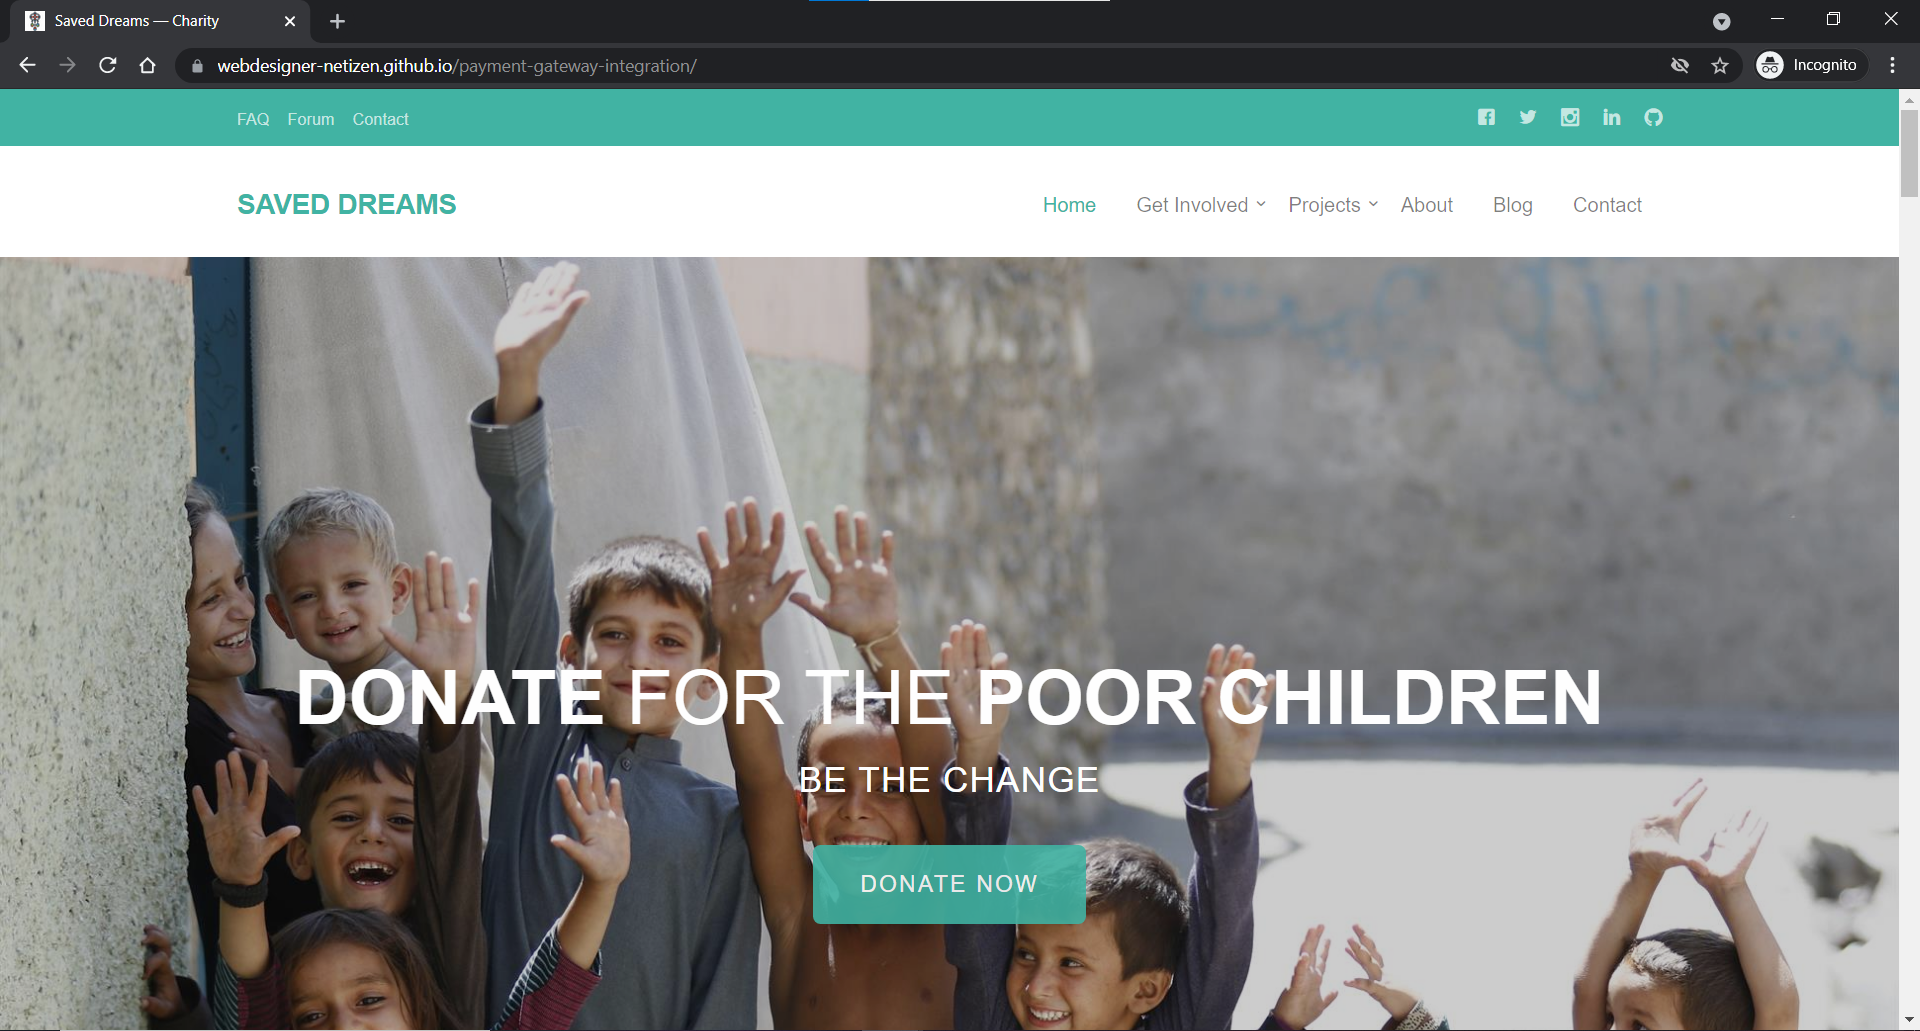 Saved Dreams — Charity
webdesigner-netizen.github.io/payment-gateway-integration/
Incognito
FAQ Forum Contact
SAVED DREAMS
Home Get Involved Projects About Blog Contact
DONATE FOR THE POOR CHILDREN
BE THE CHANGE
DONATE NOW